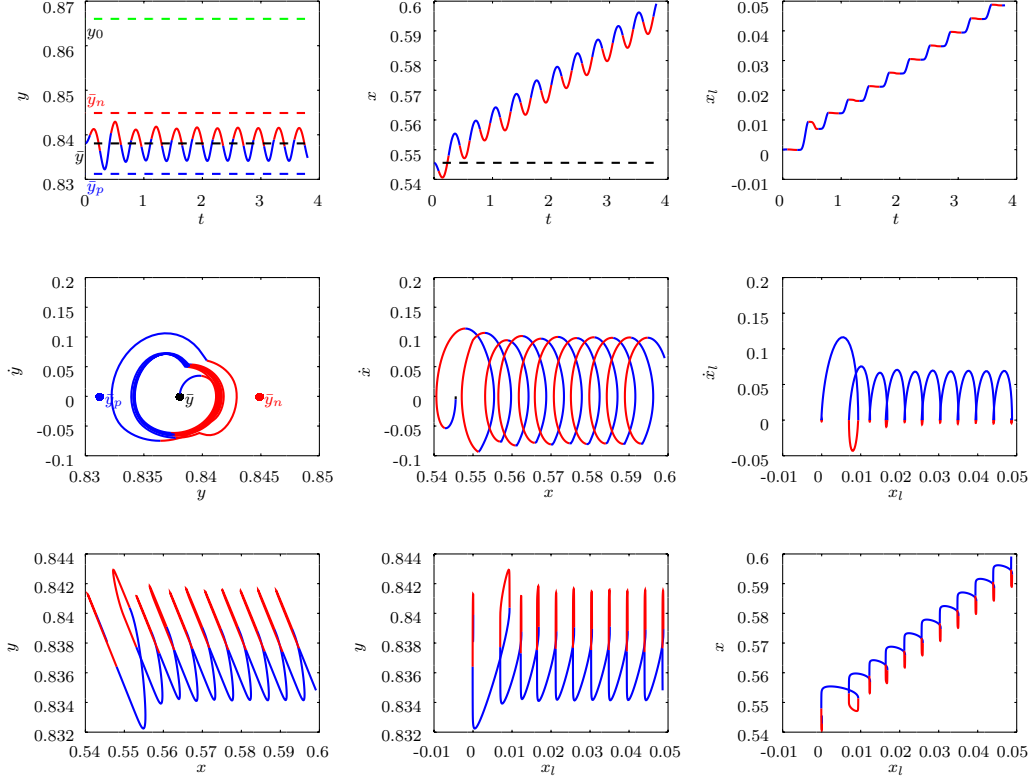 0.87
0.86
0.85
0.84
0.83
y
y₀
ȳₙ
ȳ
ȳₚ
0 1 2 3 4
t
0.6
0.59
0.58
0.57
0.56
0.55
0.54
x
0 1 2 3 4
t
0.05
0.04
0.03
0.02
0.01
0
-0.01
xₗ
0 1 2 3 4
t
0.2
0.15
0.1
0.05
0
-0.05
-0.1
ẏ
ȳₚ ȳ ȳₙ
0.83 0.835 0.84 0.845 0.85
y
0.2
0.15
0.1
0.05
0
-0.05
-0.1
ẋ
0.54 0.55 0.56 0.57 0.58 0.59 0.6
x
0.2
0.15
0.1
0.05
0
-0.05
ẋₗ
-0.01 0 0.01 0.02 0.03 0.04 0.05
xₗ
0.844
0.842
0.84
0.838
0.836
0.834
0.832
y
0.54 0.55 0.56 0.57 0.58 0.59 0.6
x
0.844
0.842
0.84
0.838
0.836
0.834
0.832
y
-0.01 0 0.01 0.02 0.03 0.04 0.05
xₗ
0.6
0.59
0.58
0.57
0.56
0.55
0.54
x
-0.01 0 0.01 0.02 0.03 0.04 0.05
xₗ